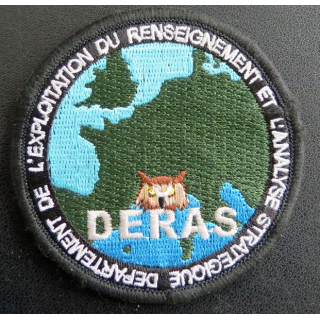 DEPARTEMENT DE L'EXPLOITATION DU RENSEIGNEMENT ET L'ANALYSE STRATEGIQUE
DERAS